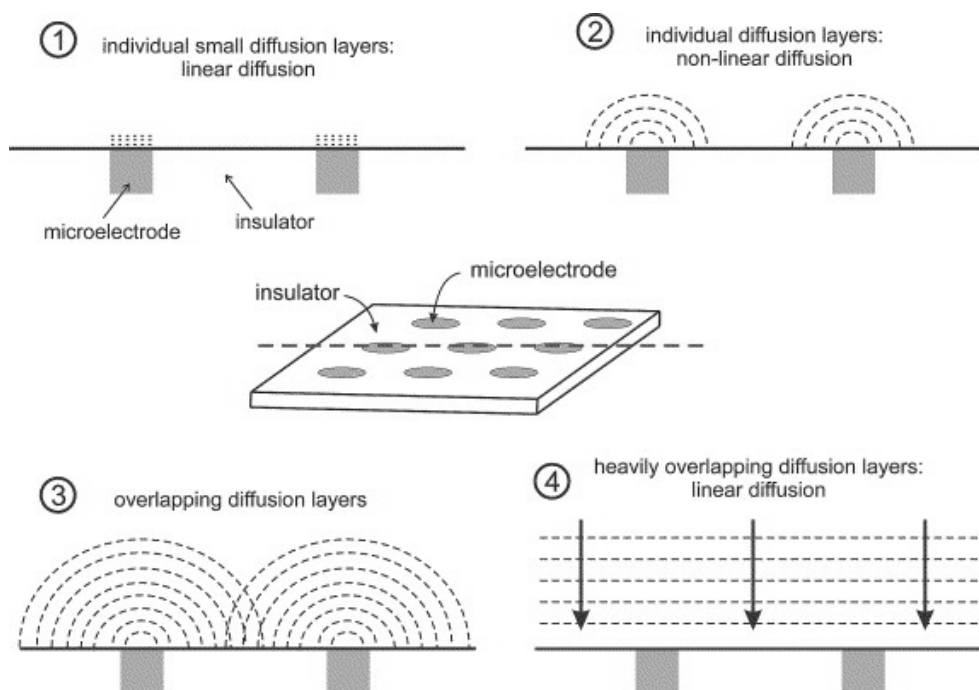 1
individual small diffusion layers:
linear diffusion
microelectrode
insulator
2
individual diffusion layers:
non-linear diffusion
microelectrode
insulator
3
overlapping diffusion layers
4
heavily overlapping diffusion layers:
linear diffusion